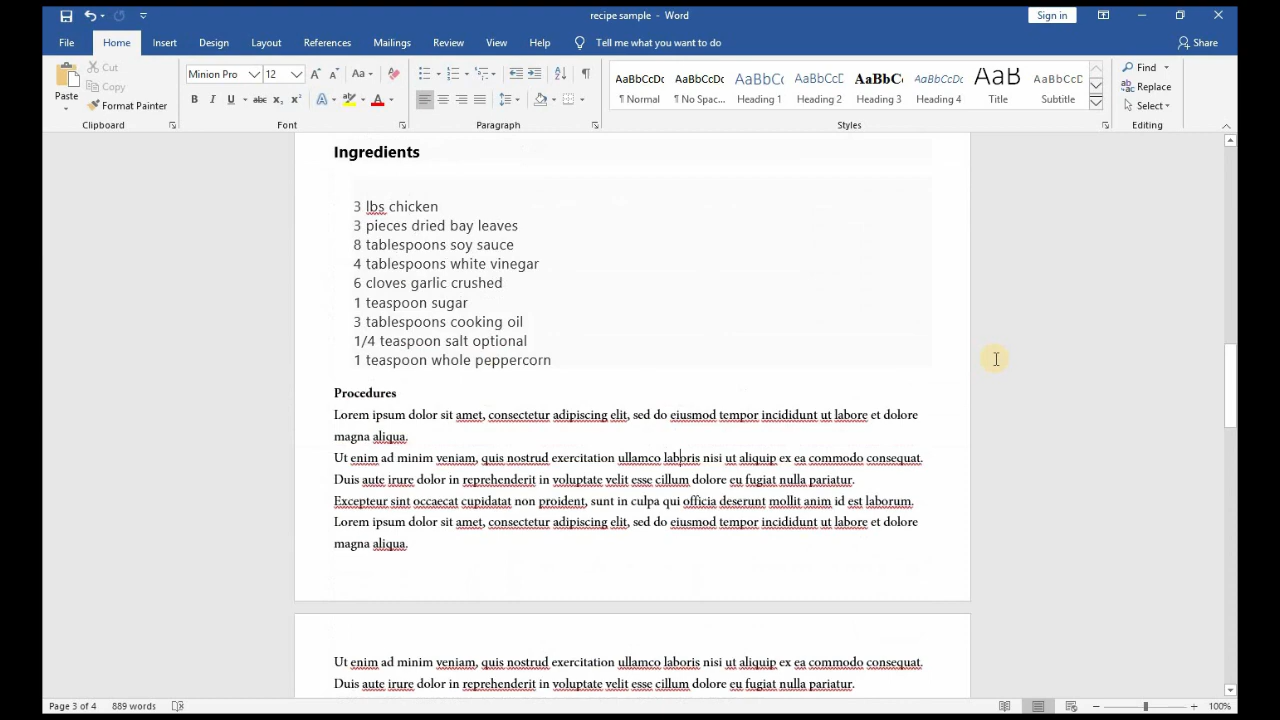 recipe sample - Word
Sign in
File Home Insert Design Layout References Mailings Review View Help Tell me what you want to do Share
Paste
Cut
Copy
Format Painter
Clipboard
Minion Pro 12
Font
Paragraph
AaBbCcDc AaBbCcDc AaBbCc AaBbCcD AaBbC AaBbCcD AaB AaBbCcD
¶ Normal ¶ No Spac... Heading 1 Heading 2 Heading 3 Heading 4 Title Subtitle
Styles
Find
Replace
Select
Editing
Ingredients
3 lbs chicken
3 pieces dried bay leaves
8 tablespoons soy sauce
4 tablespoons white vinegar
6 cloves garlic crushed
1 teaspoon sugar
3 tablespoons cooking oil
1/4 teaspoon salt optional
1 teaspoon whole peppercorn
Procedures
Lorem ipsum dolor sit amet, consectetur adipiscing elit, sed do eiusmod tempor incididunt ut labore et dolore
magna aliqua.
Ut enim ad minim veniam, quis nostrud exercitation ullamco laboris nisi ut aliquip ex ea commodo consequat.
Duis aute irure dolor in reprehenderit in voluptate velit esse cillum dolore eu fugiat nulla pariatur.
Excepteur sint occaecat cupidatat non proident, sunt in culpa qui officia deserunt mollit anim id est laborum.
Lorem ipsum dolor sit amet, consectetur adipiscing elit, sed do eiusmod tempor incididunt ut labore et dolore
magna aliqua.
Ut enim ad minim veniam, quis nostrud exercitation ullamco laboris nisi ut aliquip ex ea commodo consequat.
Duis aute irure dolor in reprehenderit in voluptate velit esse cillum dolore eu fugiat nulla pariatur.
Page 3 of 4 889 words 100%